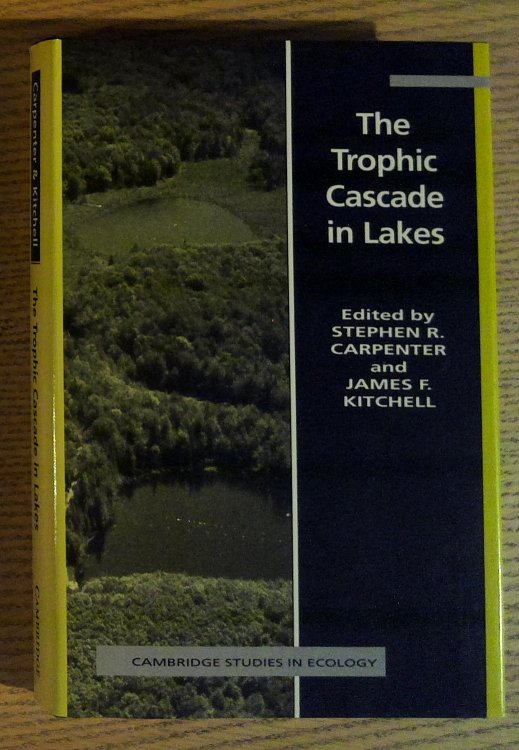 The
Trophic
Cascade
in Lakes
Edited by
STEPHEN R.
CARPENTER
and
JAMES F.
KITCHELL
CAMBRIDGE STUDIES IN ECOLOGY
Carpenter & Kitchell
The Trophic Cascade in Lakes
CAMBRIDGE